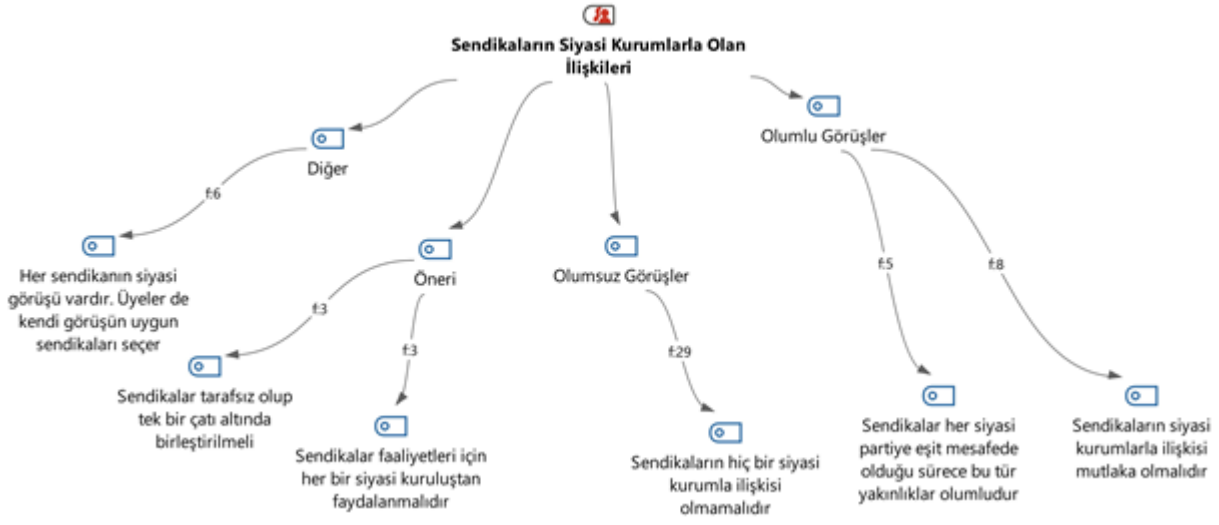 Sendikaların Siyasi Kurumlarla Olan
İlişkileri
Olumlu Görüşler
Diğer
f:6
Her sendikanın siyasi
görüşü vardır. Üyeler de
kendi görüşün uygun
sendikaları seçer
Öneri
f:3
Sendikalar tarafsız olup
tek bir çatı altında
birleştirilmeli
f:3
Sendikalar faaliyetleri için
her bir siyasi kuruluştan
faydalanmalıdır
Olumsuz Görüşler
f:29
Sendikaların hiç bir siyasi
kurumla ilişkisi
olmamalıdır
f:5
Sendikalar her siyasi
partiye eşit mesafede
olduğu sürece bu tür
yakınlıklar olumludur
f:8
Sendikaların siyasi
kurumlarla ilişkisi
mutlaka olmalıdır